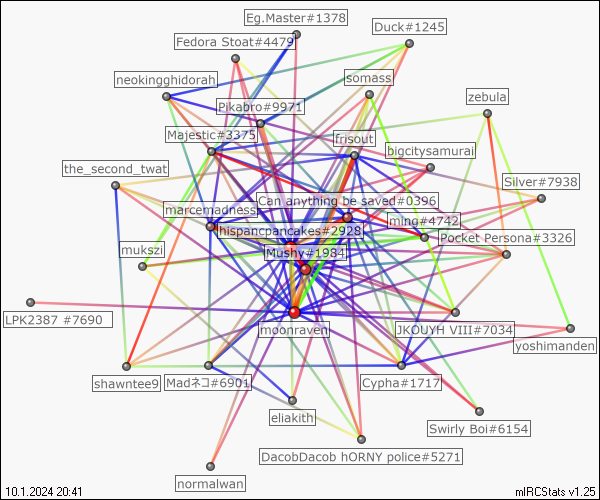 Eg.Master#1378
Duck#1245
Fedora Stoat#4479
neokingghidorah
somass
zebula
Pikabro#9971
Majestic#3375
frisout
bigcitysamurai
the_second_twat
Silver#7938
Can anything be saved#0396
marcemadness
ming#4742
hispancpancakes#2928
Pocket Persona#3326
mukszi
Mushy#1984
LPK2387 #7690
moonraven
JKOUYH VIII#7034
yoshimanden
shawntee9
Madネコ#6901
Cypha#1717
eliakith
Swirly Boi#6154
DacobDacob hORNY police#5271
normalwan
10.1.2024 20:41
mIRCStats v1.25